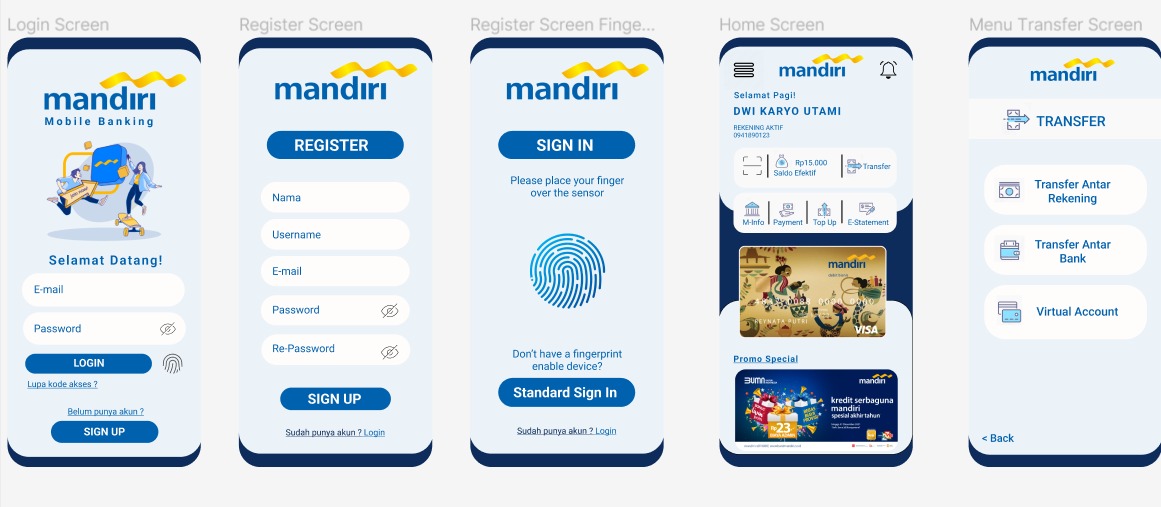 Login Screen
mandiri
Mobile Banking
Selamat Datang!
E-mail
Password
LOGIN
Lupa kode akses ?
Belum punya akun ?
SIGN UP
Register Screen
mandiri
REGISTER
Nama
Username
E-mail
Password
Re-Password
SIGN UP
Sudah punya akun ? Login
Register Screen Finge...
mandiri
SIGN IN
Please place your finger
over the sensor
Don't have a fingerprint
enable device?
Standard Sign In
Sudah punya akun ? Login
Home Screen
mandiri
Selamat Pagi!
DWI KARYO UTAMI
REKENING AKTIF
0941890123
Rp15.000
Saldo Efektif
Transfer
M-Info
Payment
Top Up
E-Statement
mandiri
REYNATA PUTRI
VISA
Promo Special
BUMN
mandiri
kredit serbaguna
mandiri
spesial akhir tahun
Rp23
Menu Transfer Screen
mandiri
TRANSFER
Transfer Antar
Rekening
Transfer Antar
Bank
Virtual Account
< Back